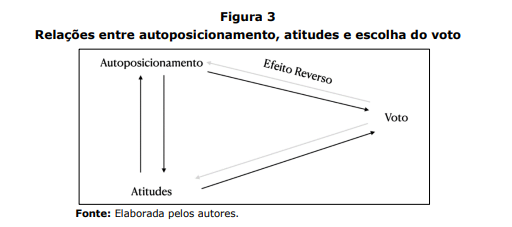 Figura 3
Relações entre autoposicionamento, atitudes e escolha do voto
Autoposicionamento
Efeito Reverso
Voto
Atitudes
Fonte: Elaborada pelos autores.